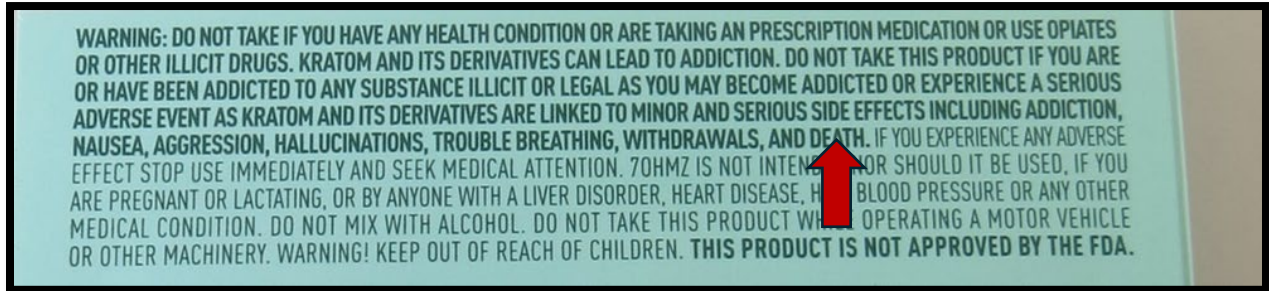 WARNING: DO NOT TAKE IF YOU HAVE ANY HEALTH CONDITION OR ARE TAKING AN PRESCRIPTION MEDICATION OR USE OPIATES
OR OTHER ILLICIT DRUGS. KRATOM AND ITS DERIVATIVES CAN LEAD TO ADDICTION. DO NOT TAKE THIS PRODUCT IF YOU ARE
OR HAVE BEEN ADDICTED TO ANY SUBSTANCE ILLICIT OR LEGAL AS YOU MAY BECOME ADDICTED OR EXPERIENCE A SERIOUS
ADVERSE EVENT AS KRATOM AND ITS DERIVATIVES ARE LINKED TO MINOR AND SERIOUS SIDE EFFECTS INCLUDING ADDICTION,
NAUSEA, AGGRESSION, HALLUCINATIONS, TROUBLE BREATHING, WITHDRAWALS, AND DEATH. IF YOU EXPERIENCE ANY ADVERSE
EFFECT STOP USE IMMEDIATELY AND SEEK MEDICAL ATTENTION. 7OHMZ IS NOT SHOULD IT BE USED, IF YOU
ARE PREGNANT OR LACTATING, OR BY ANYONE WITH A LIVER DISORDER, HEART DISEASE, BLOOD PRESSURE OR ANY OTHER
MEDICAL CONDITION. DO NOT MIX WITH ALCOHOL. DO NOT TAKE THIS PRODUCT OPERATING A MOTOR VEHICLE
OR OTHER MACHINERY. WARNING! KEEP OUT OF REACH OF CHILDREN. THIS PRODUCT IS NOT APPROVED BY THE FDA.